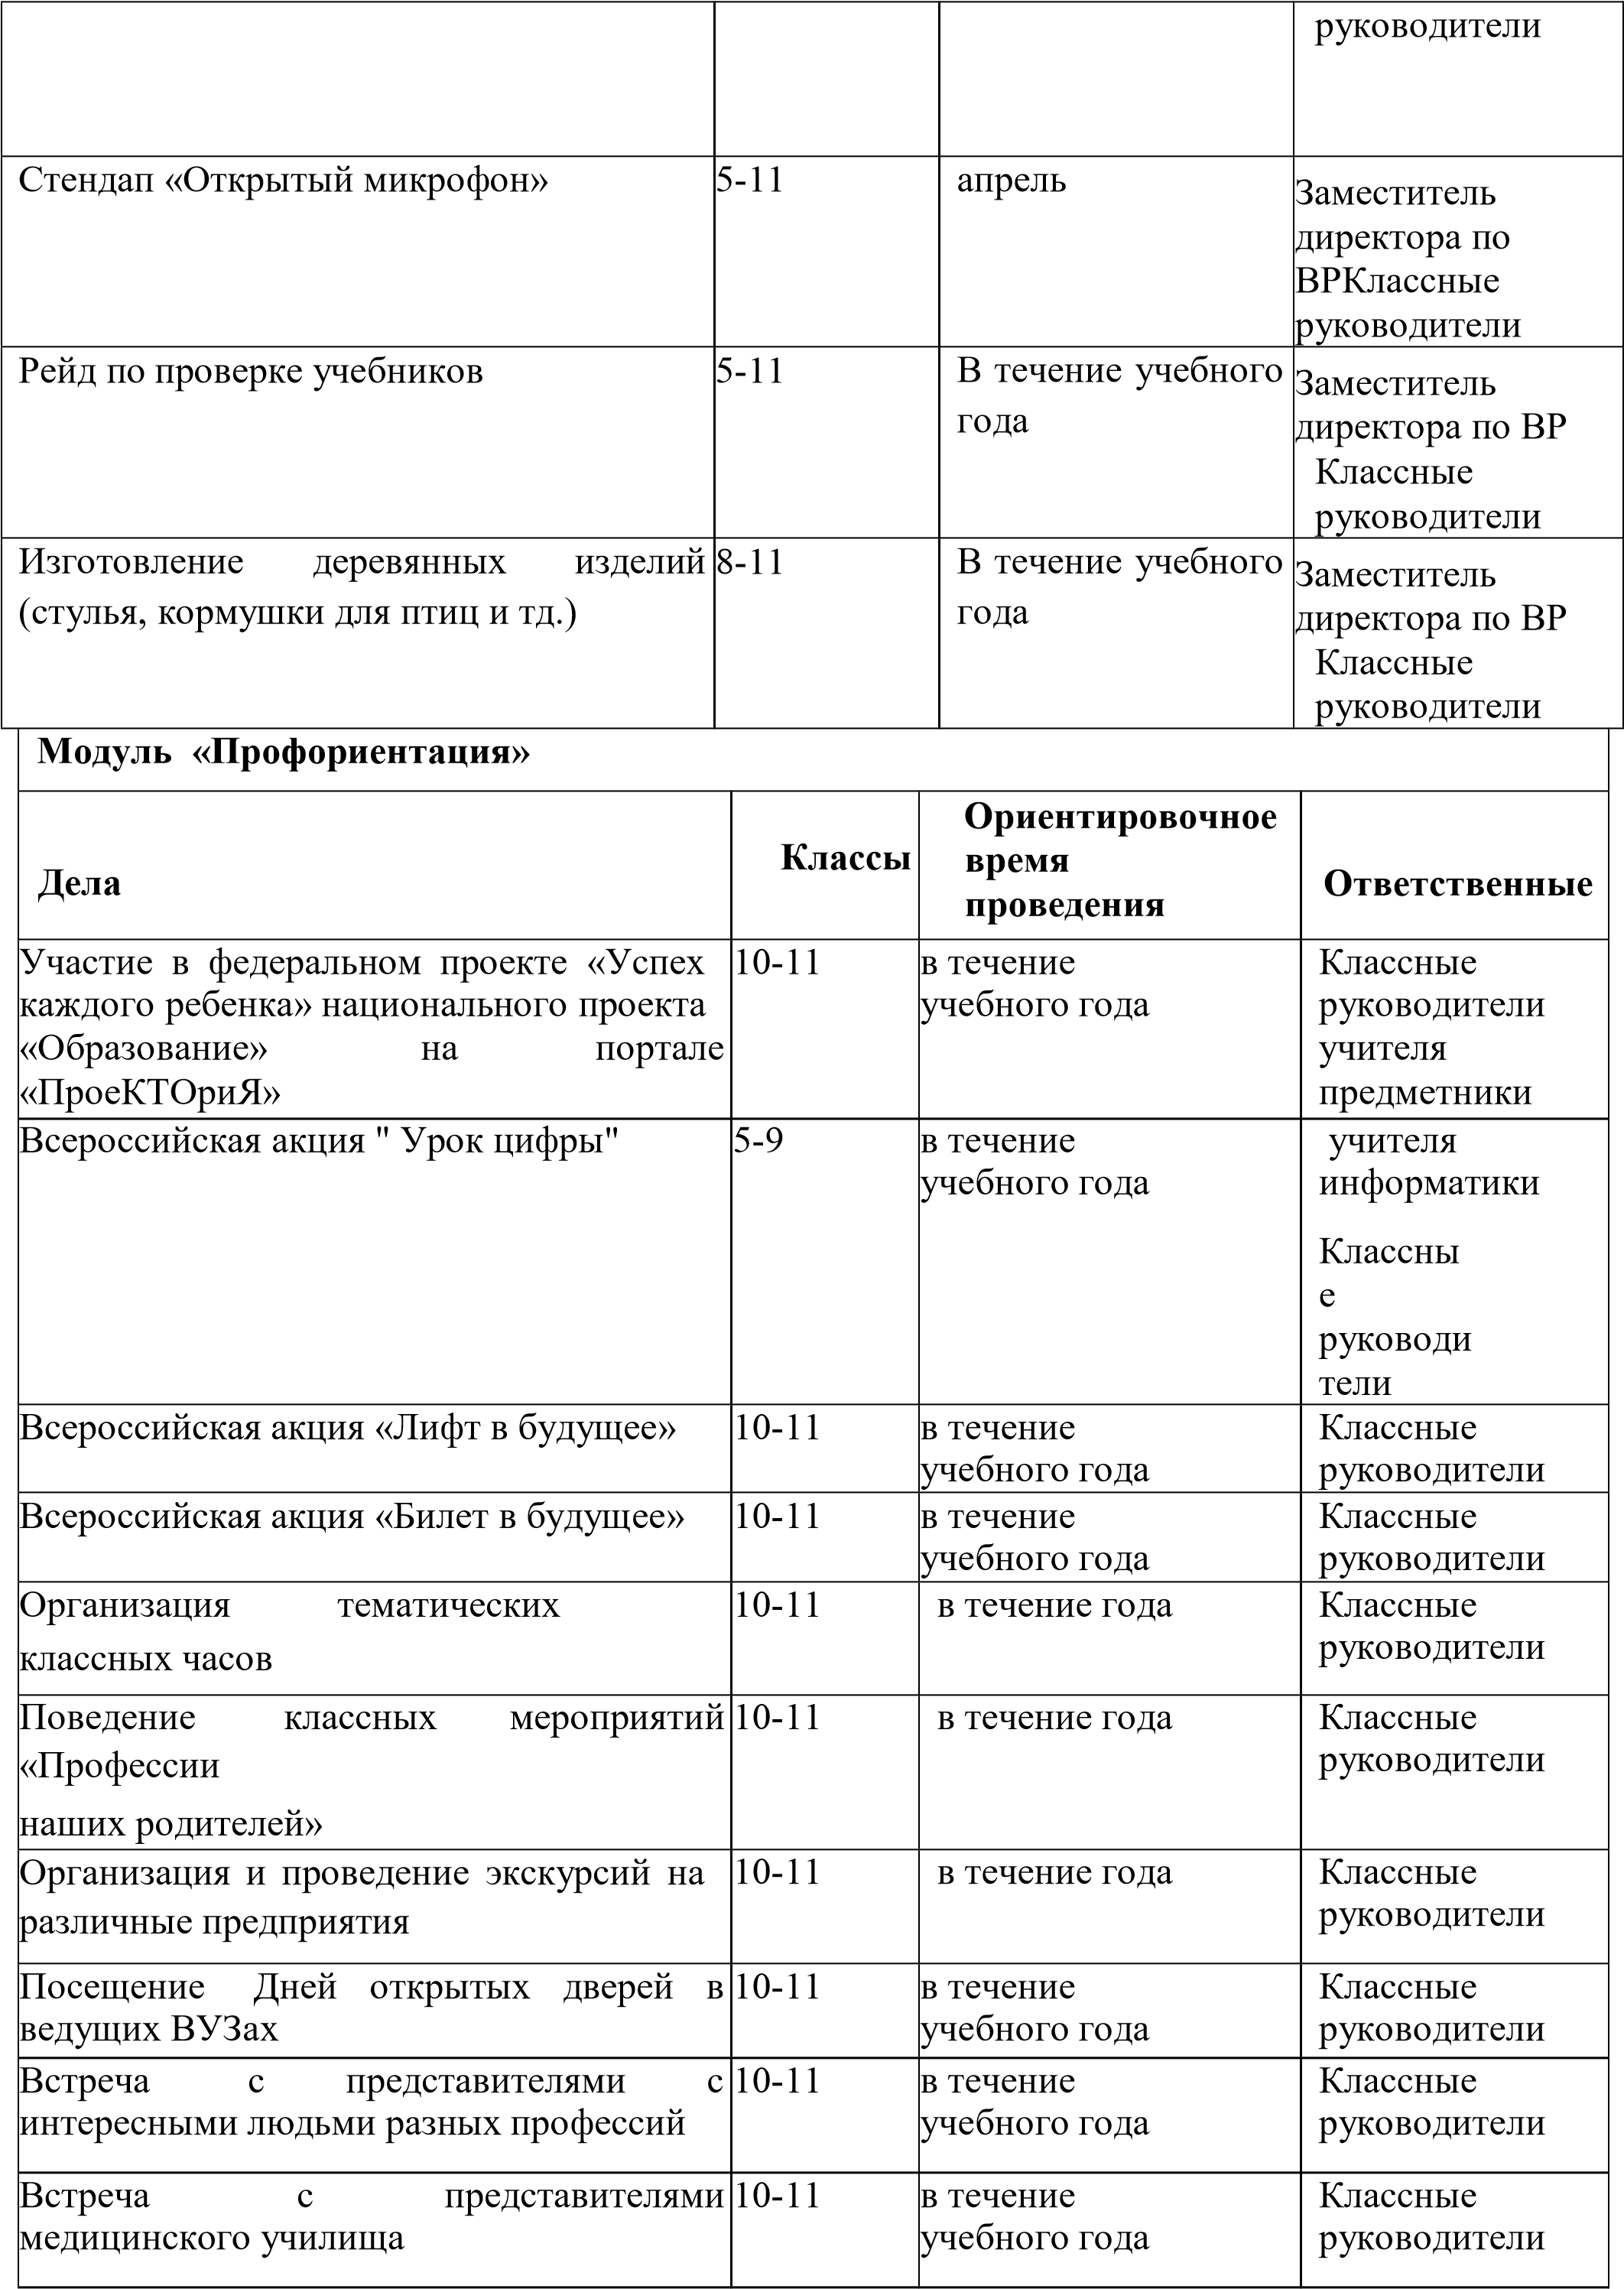 руководители
Стендап «Открытый микрофон» 5-11 апрель Заместитель
директора по
ВРКлассные
руководители
Рейд по проверке учебников 5-11 В течение учебного Заместитель
года директора по ВР
Классные
руководители
Изготовление деревянных изделий 8-11 В течение учебного Заместитель
(стулья, кормушки для птиц и тд.) года директора по ВР
Классные
руководители
Модуль «Профориентация»
Дела Классы Ориентировочное
время
проведения Ответственные
Участие в федеральном проекте «Успех 10-11 в течение Классные
каждого ребенка» национального проекта учебного года руководители
«Образование» на портале учителя
«ПроеКТОриЯ» предметники
Всероссийская акция " Урок цифры" 5-9 в течение учителя
учебного года информатики
Классны
е
руководи
тели
Всероссийская акция «Лифт в будущее» 10-11 в течение Классные
учебного года руководители
Всероссийская акция «Билет в будущее» 10-11 в течение Классные
учебного года руководители
Организация тематических 10-11 в течение года Классные
классных часов руководители
Поведение классных мероприятий 10-11 в течение года Классные
«Профессии руководители
наших родителей»
Организация и проведение экскурсий на 10-11 в течение года Классные
различные предприятия руководители
Посещение Дней открытых дверей в 10-11 в течение Классные
ведущих ВУЗах учебного года руководители
Встреча с представителями с 10-11 в течение Классные
интересными людьми разных профессий учебного года руководители
Встреча с представителями 10-11 в течение Классные
медицинского училища учебного года руководители